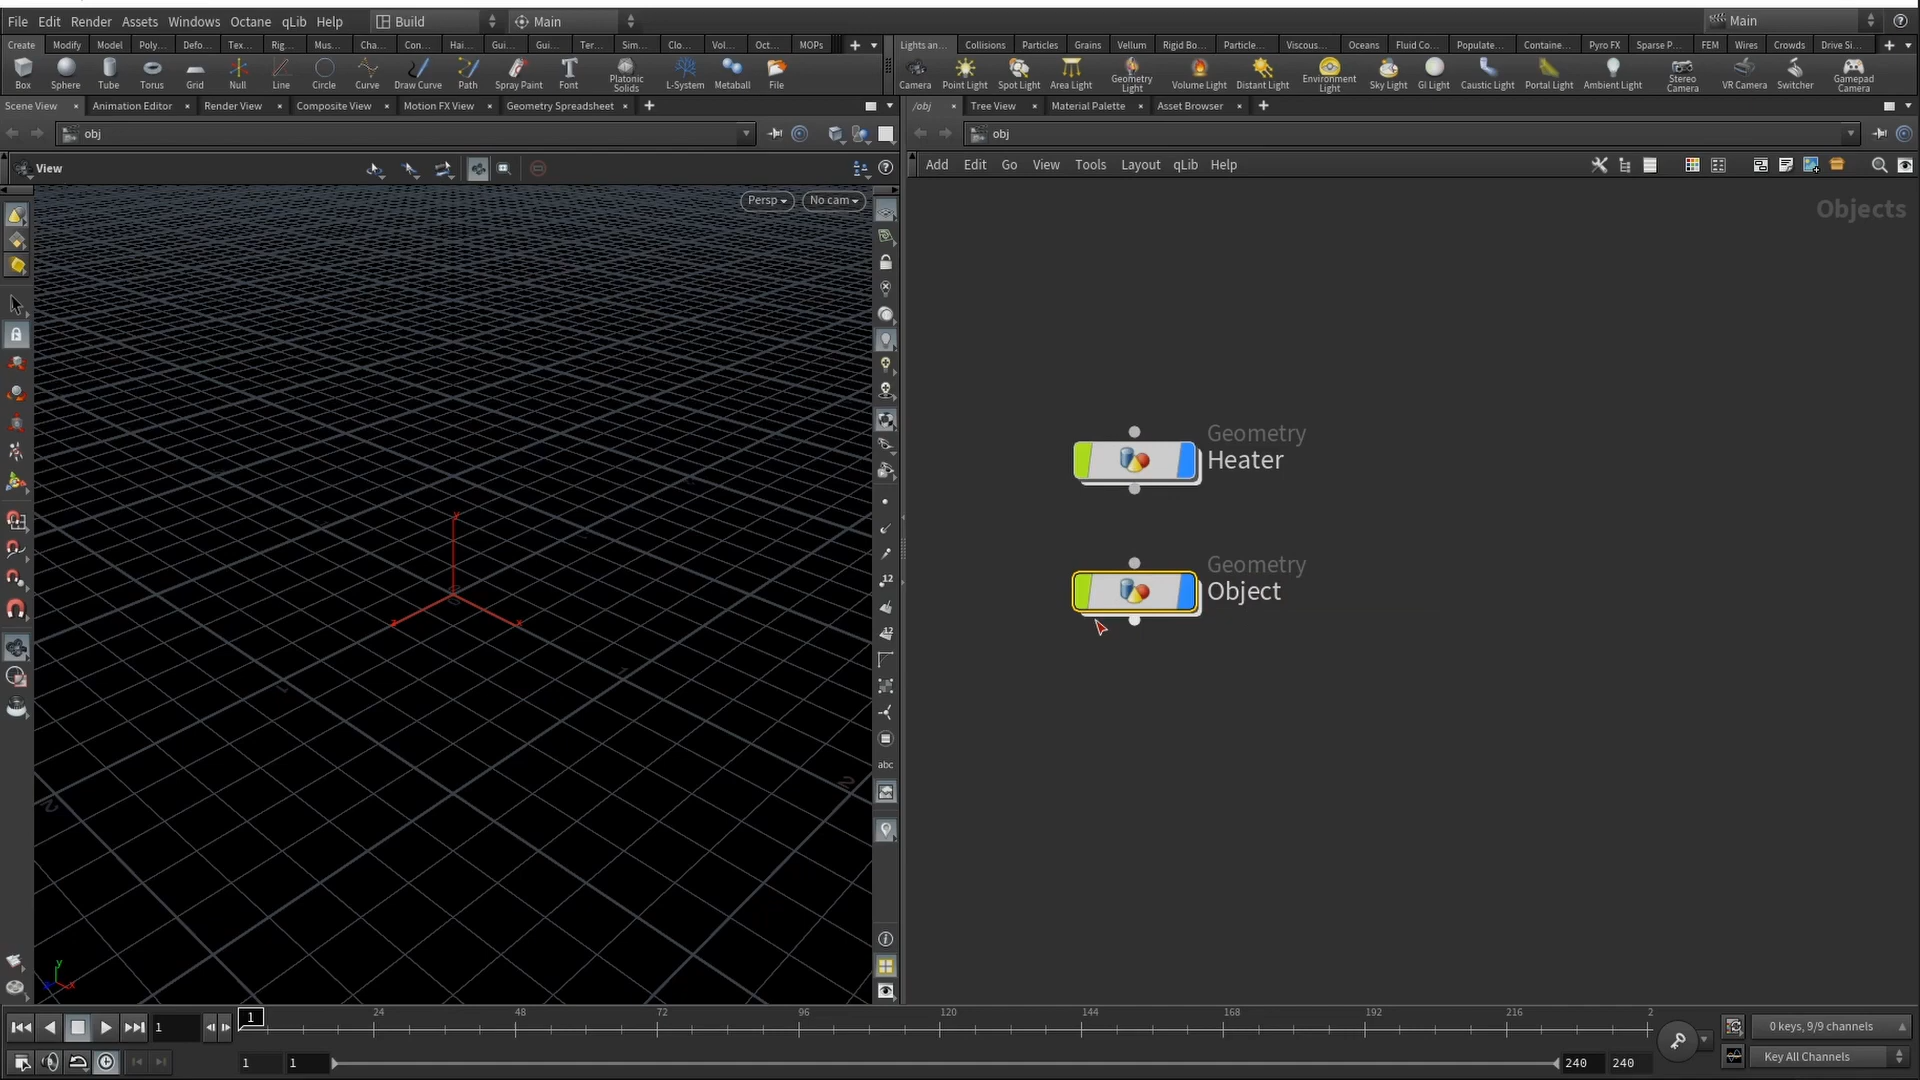 File Edit Render Assets Windows Octane qLib Help Build Main Main
Create Modify Model Poly... Defo... Tex... Rig... Mus... Cha... Con... Hai... Gui... Gui... Ter... Sim... Clo... Vol... Oct... MOPs
Lights an... Collisions Particles Grains Vellum Rigid Bo... Particle... Viscous... Oceans Fluid Co... Populate... Containe... Pyro FX Sparse P... FEM Wires Crowds Drive Si...
Box Sphere Tube Torus Grid Null Line Circle Curve Draw Curve Path Spray Paint Font Platonic Solids L-System Metaball File
Camera Point Light Spot Light Area Light Geometry Light Volume Light Distant Light Environment Light Sky Light GI Light Caustic Light Portal Light Ambient Light Stereo Camera VR Camera Switcher Gamepad Camera
Scene View Animation Editor Render View Composite View Motion FX View Geometry Spreadsheet
/obj Tree View Material Palette Asset Browser
obj
obj
View
Add Edit Go View Tools Layout qLib Help
Persp No cam
Objects
Geometry
Heater
Geometry
Object
y
z x
12
12
1
2
2
abc
y
x
1 1 24 48 72 96 120 144 168 192 216 2
0 keys, 9/9 channels
1 1 240 240
Key All Channels